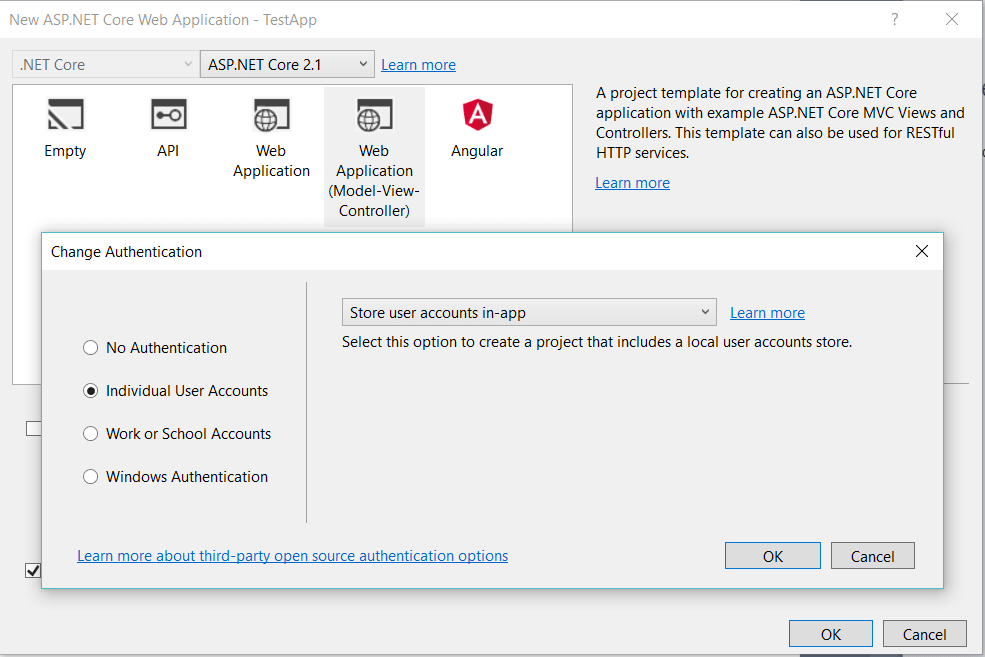 New ASP.NET Core Web Application - TestApp
?
.NET Core
ASP.NET Core 2.1
Learn more
Empty
API
Web
Application
Web
Application
(Model-View-
Controller)
Angular
A project template for creating an ASP.NET Core
application with example ASP.NET Core MVC Views and
Controllers. This template can also be used for RESTful
HTTP services.
Learn more
Change Authentication
No Authentication
Individual User Accounts
Work or School Accounts
Windows Authentication
Store user accounts in-app
Learn more
Select this option to create a project that includes a local user accounts store.
Learn more about third-party open source authentication options
OK
Cancel
OK
Cancel